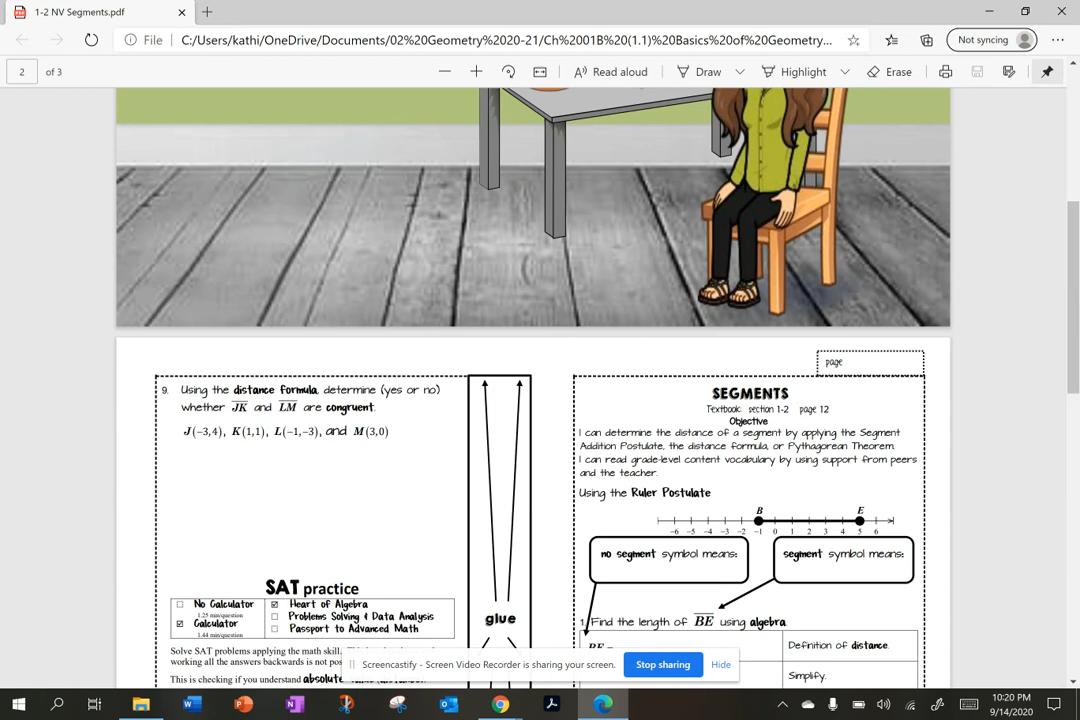 1-2 NV Segments.pdf
File
C:/Users/kathi/OneDrive/Documents/02%20Geometry%2020-21/Ch%2001B%20(1.1)%20Basics%20of%20Geometry...
Not syncing
2 of 3
Read aloud
Draw
Highlight
Erase
page
9. Using the distance formula, determine (yes or no)
whether JK and LM are congruent.
J(−3,4), K(1,1), L(−1,−3), and M(3,0)
SAT practice
No Calculator
1.25 min/question
Calculator
1.44 min/question
Heart of Algebra
Problems Solving & Data Analysis
Passport to Advanced Math
Solve SAT problems applying the math skill.
working all the answers backwards is not pos
This is checking if you understand absolute
glue
SEGMENTS
Textbook: section 1-2 page 12
Objective
I can determine the distance of a segment by applying the Segment
Addition Postulate, the distance formula, or Pythagorean Theorem.
I can read grade-level content vocabulary by using support from peers
and the teacher.
Using the Ruler Postulate
B E
−6 −5 −4 −3 −2 −1 0 1 2 3 4 5 6
no segment symbol means:
segment symbol means:
1. Find the length of BE using algebra.
BE =
Definition of distance.
Simplify.
Screencastify - Screen Video Recorder is sharing your screen.
Stop sharing
Hide
10:20 PM
9/14/2020